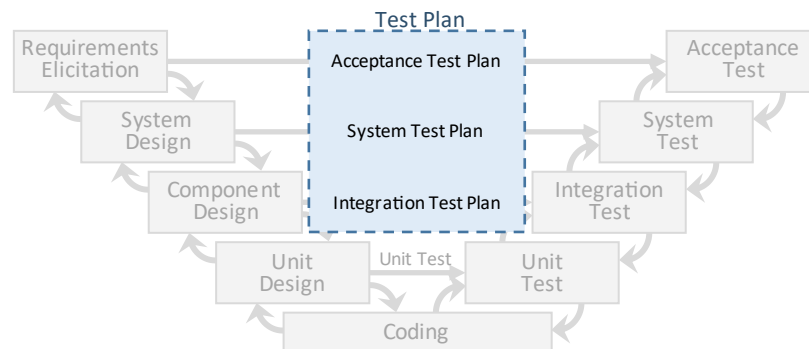 Test Plan
Requirements
Elicitation
Acceptance Test Plan
Acceptance
Test
System
Design
System Test Plan
System
Test
Component
Design
Integration Test Plan
Integration
Test
Unit
Design
Unit Test
Unit
Test
Coding